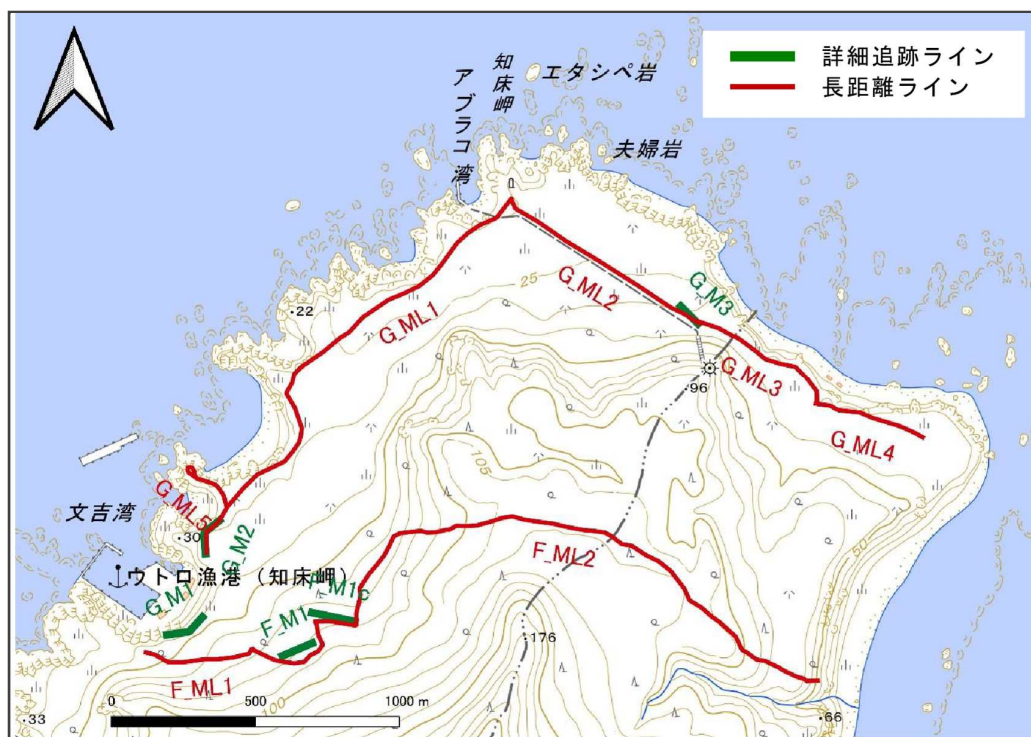 詳細追跡ライン
長距離ライン
知床岬
エタシペ岩
アブラコ湾
夫婦岩
25
22
G_ML1
G_ML2
G_M3
G_ML3
96
G_ML4
105
G_ML5
文吉湾
30
G_M2
ウトロ漁港（知床岬）
G_M1
F_M1c
F_M1
F_ML2
50
176
F_ML1
100
0 500 1000 m
33
66